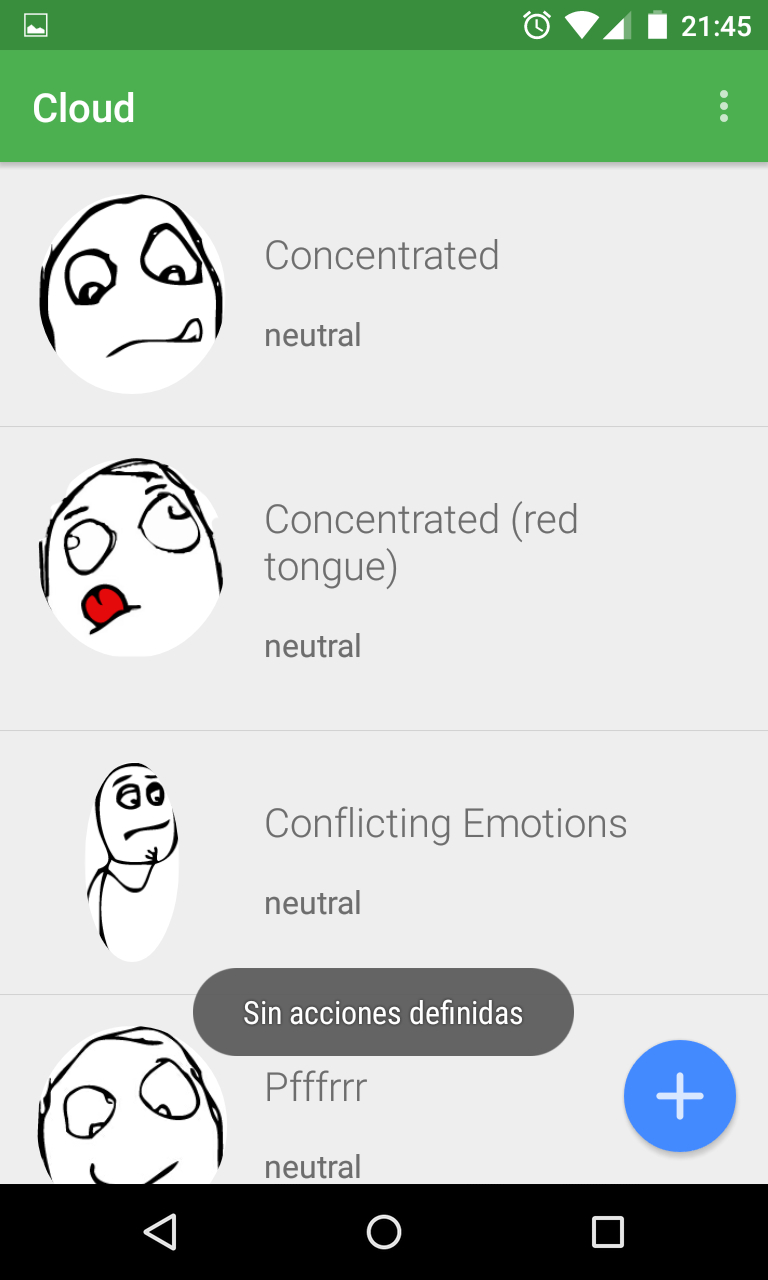 21:45
Cloud
Concentrated
neutral
Concentrated (red
tongue)
neutral
Conflicting Emotions
neutral
Sin acciones definidas
Pfffrrr
neutral